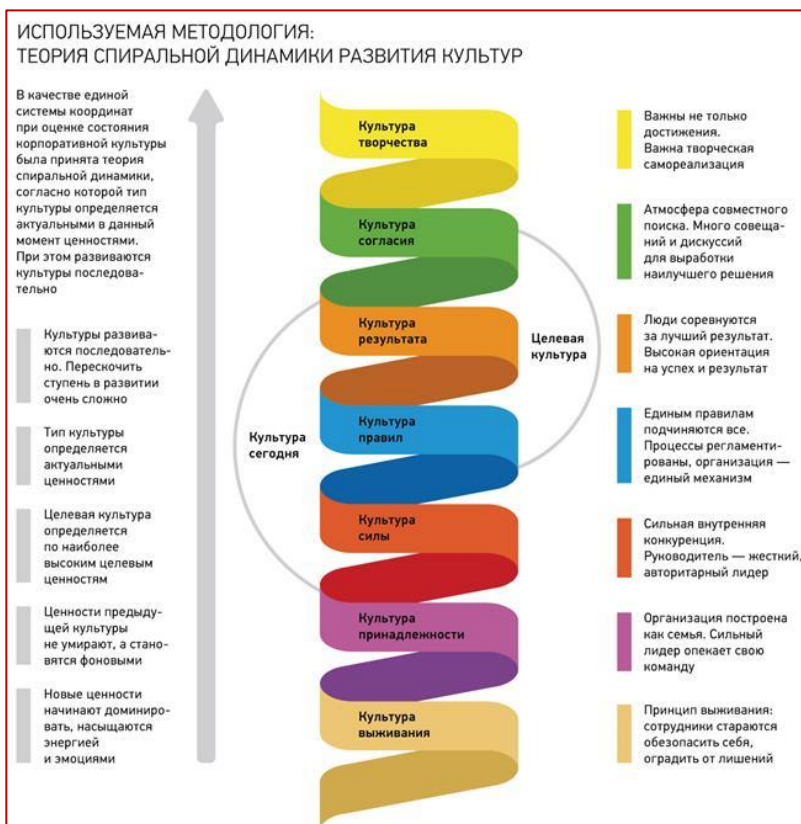 ИСПОЛЬЗУЕМАЯ МЕТОДОЛОГИЯ:
ТЕОРИЯ СПИРАЛЬНОЙ ДИНАМИКИ РАЗВИТИЯ КУЛЬТУР
В качестве единой
системы координат
при оценке состояния
корпоративной культуры
была принята теория
спиральной динамики,
согласно которой тип
культуры определяется
актуальными в данный
момент ценностями.
При этом развиваются
культуры последова-
тельно
Культуры развива-
ются последователь-
но. Перескочить
ступень в развитии
очень сложно
Тип культуры
определяется
актуальными
ценностями
Целевая культура
определяется
по наиболее
высоким целевым
ценностям
Ценности предыду-
щей культуры
не умирают, а стано-
вятся фоновыми
Новые ценности
начинают доминиро-
вать, насыщаются
энергией
и эмоциями
Культура
сегодня
Культура
творчества
Культура
согласия
Культура
результата
Культура
правил
Культура
силы
Культура
принадлежности
Культура
выживания
Целевая
культура
Важны не только
достижения.
Важна творческая
самореализация
Атмосфера совместного
поиска. Много совеща-
ний и дискуссий
для выработки
наилучшего решения
Люди соревнуются
за лучший результат.
Высокая ориентация
на успех и результат
Единым правилам
подчиняются все.
Процессы регламенти-
рованы, организация —
единый механизм
Сильная внутренняя
конкуренция.
Руководитель — жесткий,
авторитарный лидер
Организация построена
как семья. Сильный
лидер опекает свою
команду
Принцип выживания:
сотрудники стараются
обезопасить себя,
оградить от лишений